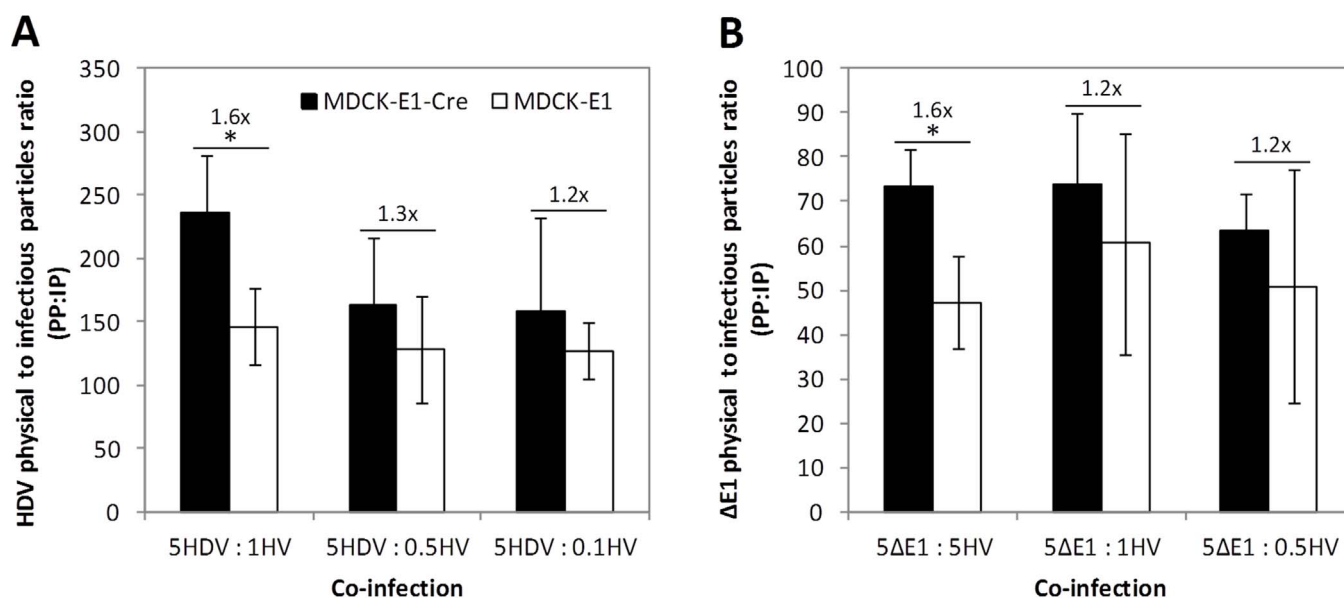 A
HDV physical to infectious particles ratio
(PP:IP)
350
300
250
200
150
100
50
0
MDCK-E1-Cre MDCK-E1
1.6x
*
1.3x
1.2x
5HDV : 1HV 5HDV : 0.5HV 5HDV : 0.1HV
Co-infection
B
ΔE1 physical to infectious particles ratio
(PP:IP)
100
90
80
70
60
50
40
30
20
10
0
1.6x
*
1.2x
1.2x
5ΔE1 : 5HV 5ΔE1 : 1HV 5ΔE1 : 0.5HV
Co-infection